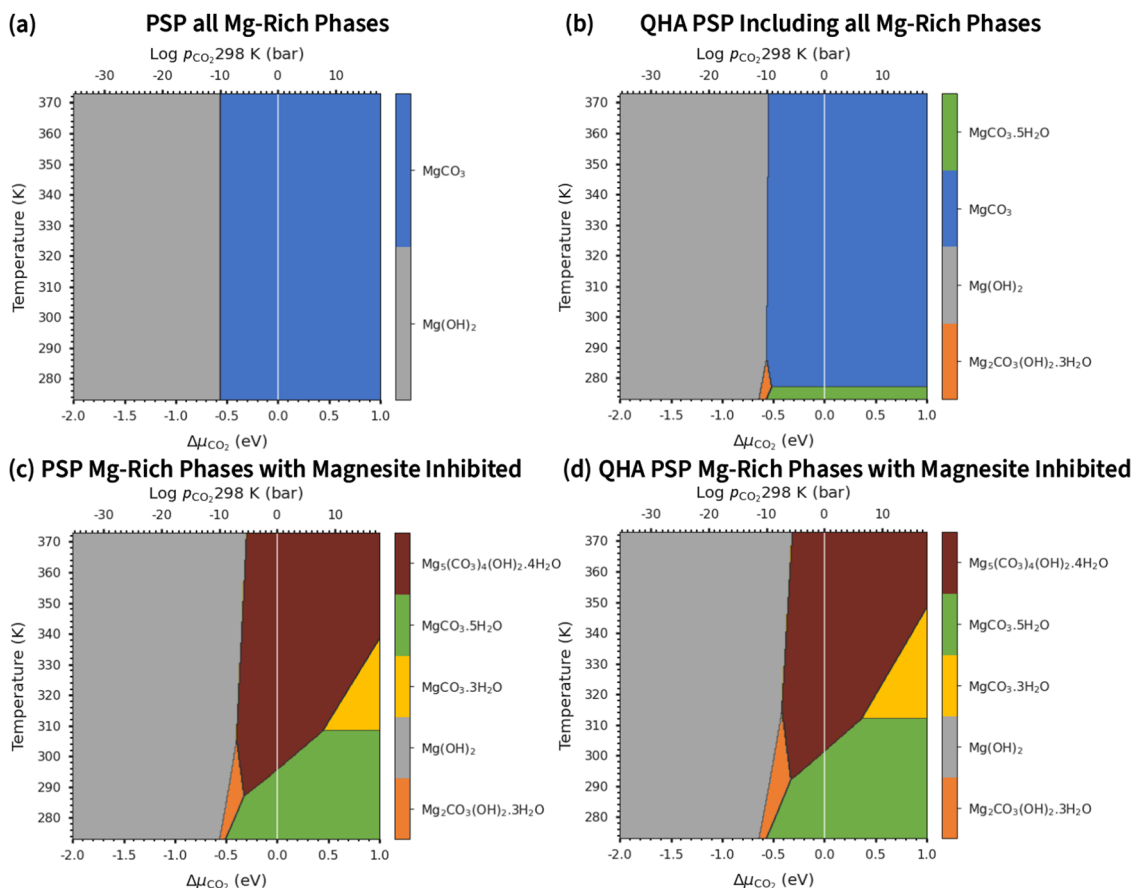 (a) PSP all Mg-Rich Phases
Log pCO₂298 K (bar)
-30 -20 -10 0 10
370
360
350
340
330
320
310
300
290
280
Temperature (K)
-2.0 -1.5 -1.0 -0.5 0.0 0.5 1.0
ΔμCO₂ (eV)
MgCO₃
Mg(OH)₂
(b) QHA PSP Including all Mg-Rich Phases
Log pCO₂298 K (bar)
-30 -20 -10 0 10
370
360
350
340
330
320
310
300
290
280
Temperature (K)
-2.0 -1.5 -1.0 -0.5 0.0 0.5 1.0
ΔμCO₂ (eV)
MgCO₃.5H₂O
MgCO₃
Mg(OH)₂
Mg₂CO₃(OH)₂.3H₂O
(c) PSP Mg-Rich Phases with Magnesite Inhibited
Log pCO₂298 K (bar)
-30 -20 -10 0 10
370
360
350
340
330
320
310
300
290
280
Temperature (K)
-2.0 -1.5 -1.0 -0.5 0.0 0.5 1.0
ΔμCO₂ (eV)
Mg₅(CO₃)₄(OH)₂.4H₂O
MgCO₃.5H₂O
MgCO₃.3H₂O
Mg(OH)₂
Mg₂CO₃(OH)₂.3H₂O
(d) QHA PSP Mg-Rich Phases with Magnesite Inhibited
Log pCO₂298 K (bar)
-30 -20 -10 0 10
370
360
350
340
330
320
310
300
290
280
Temperature (K)
-2.0 -1.5 -1.0 -0.5 0.0 0.5 1.0
ΔμCO₂ (eV)
Mg₅(CO₃)₄(OH)₂.4H₂O
MgCO₃.5H₂O
MgCO₃.3H₂O
Mg(OH)₂
Mg₂CO₃(OH)₂.3H₂O